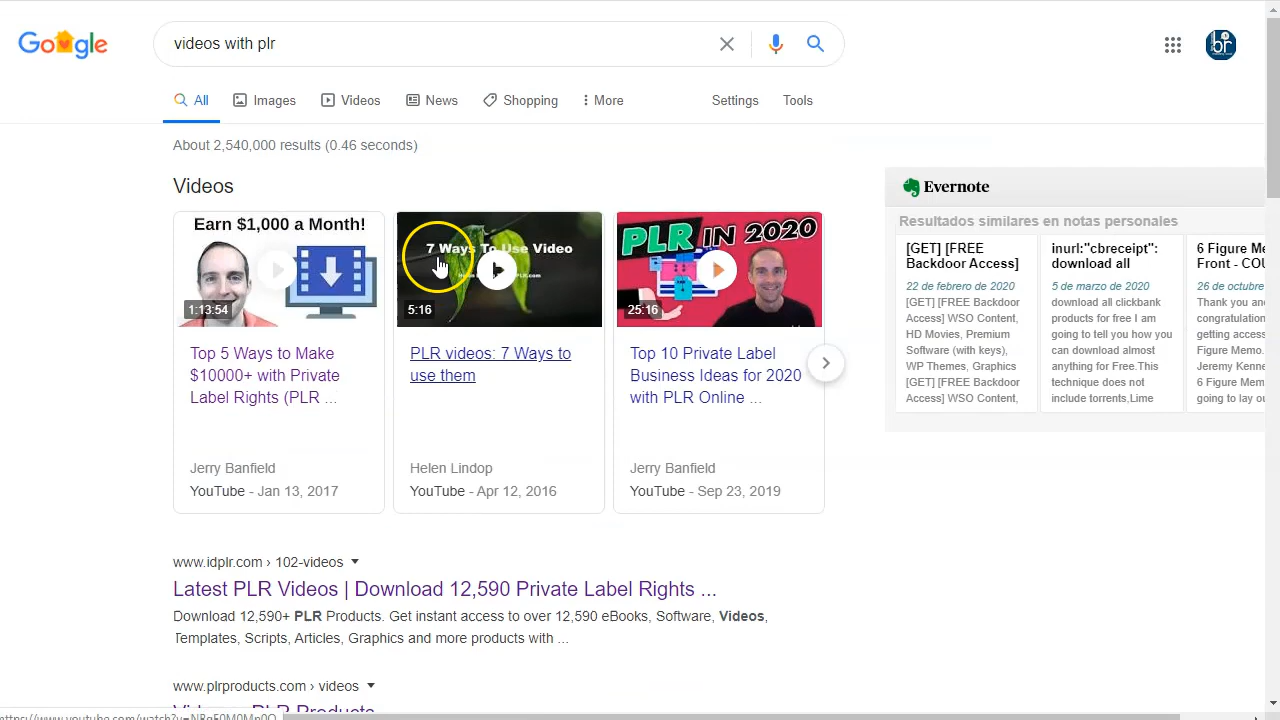 Google
videos with plr
All
Images
Videos
News
Shopping
More
Settings
Tools
br
About 2,540,000 results (0.46 seconds)
Videos
Earn $1,000 a Month!
1:13:54
Top 5 Ways to Make
$10000+ with Private
Label Rights (PLR ...
Jerry Banfield
YouTube - Jan 13, 2017
7 Ways To Use Video
5:16
PLR videos: 7 Ways to
use them
Helen Lindop
YouTube - Apr 12, 2016
PLR IN 2020
25:16
Top 10 Private Label
Business Ideas for 2020
with PLR Online ...
Jerry Banfield
YouTube - Sep 23, 2019
Evernote
Resultados similares en notas personales
[GET] [FREE
Backdoor Access]
22 de febrero de 2020
[GET] [FREE Backdoor
Access] WSO Content,
HD Movies, Premium
Software (with keys),
WP Themes, Graphics
[GET] [FREE Backdoor
Access] WSO Content,
inurl:"cbreceipt":
download all
5 de marzo de 2020
download all clickbank
products for free I am
going to tell you how you
can download almost
anything for Free.This
technique does not
include torrents,Lime
6 Figure Me
Front - COU
26 de octubre
Thank you an
congratulation
getting access
Figure Memo.
Jeremy Kenne
6 Figure Mem
going to lay ou
www.idplr.com › 102-videos
Latest PLR Videos | Download 12,590 Private Label Rights ...
Download 12,590+ PLR Products. Get instant access to over 12,590 eBooks, Software, Videos,
Templates, Scripts, Articles, Graphics and more products with ...
www.plrproducts.com › videos
Videos - PLR Products